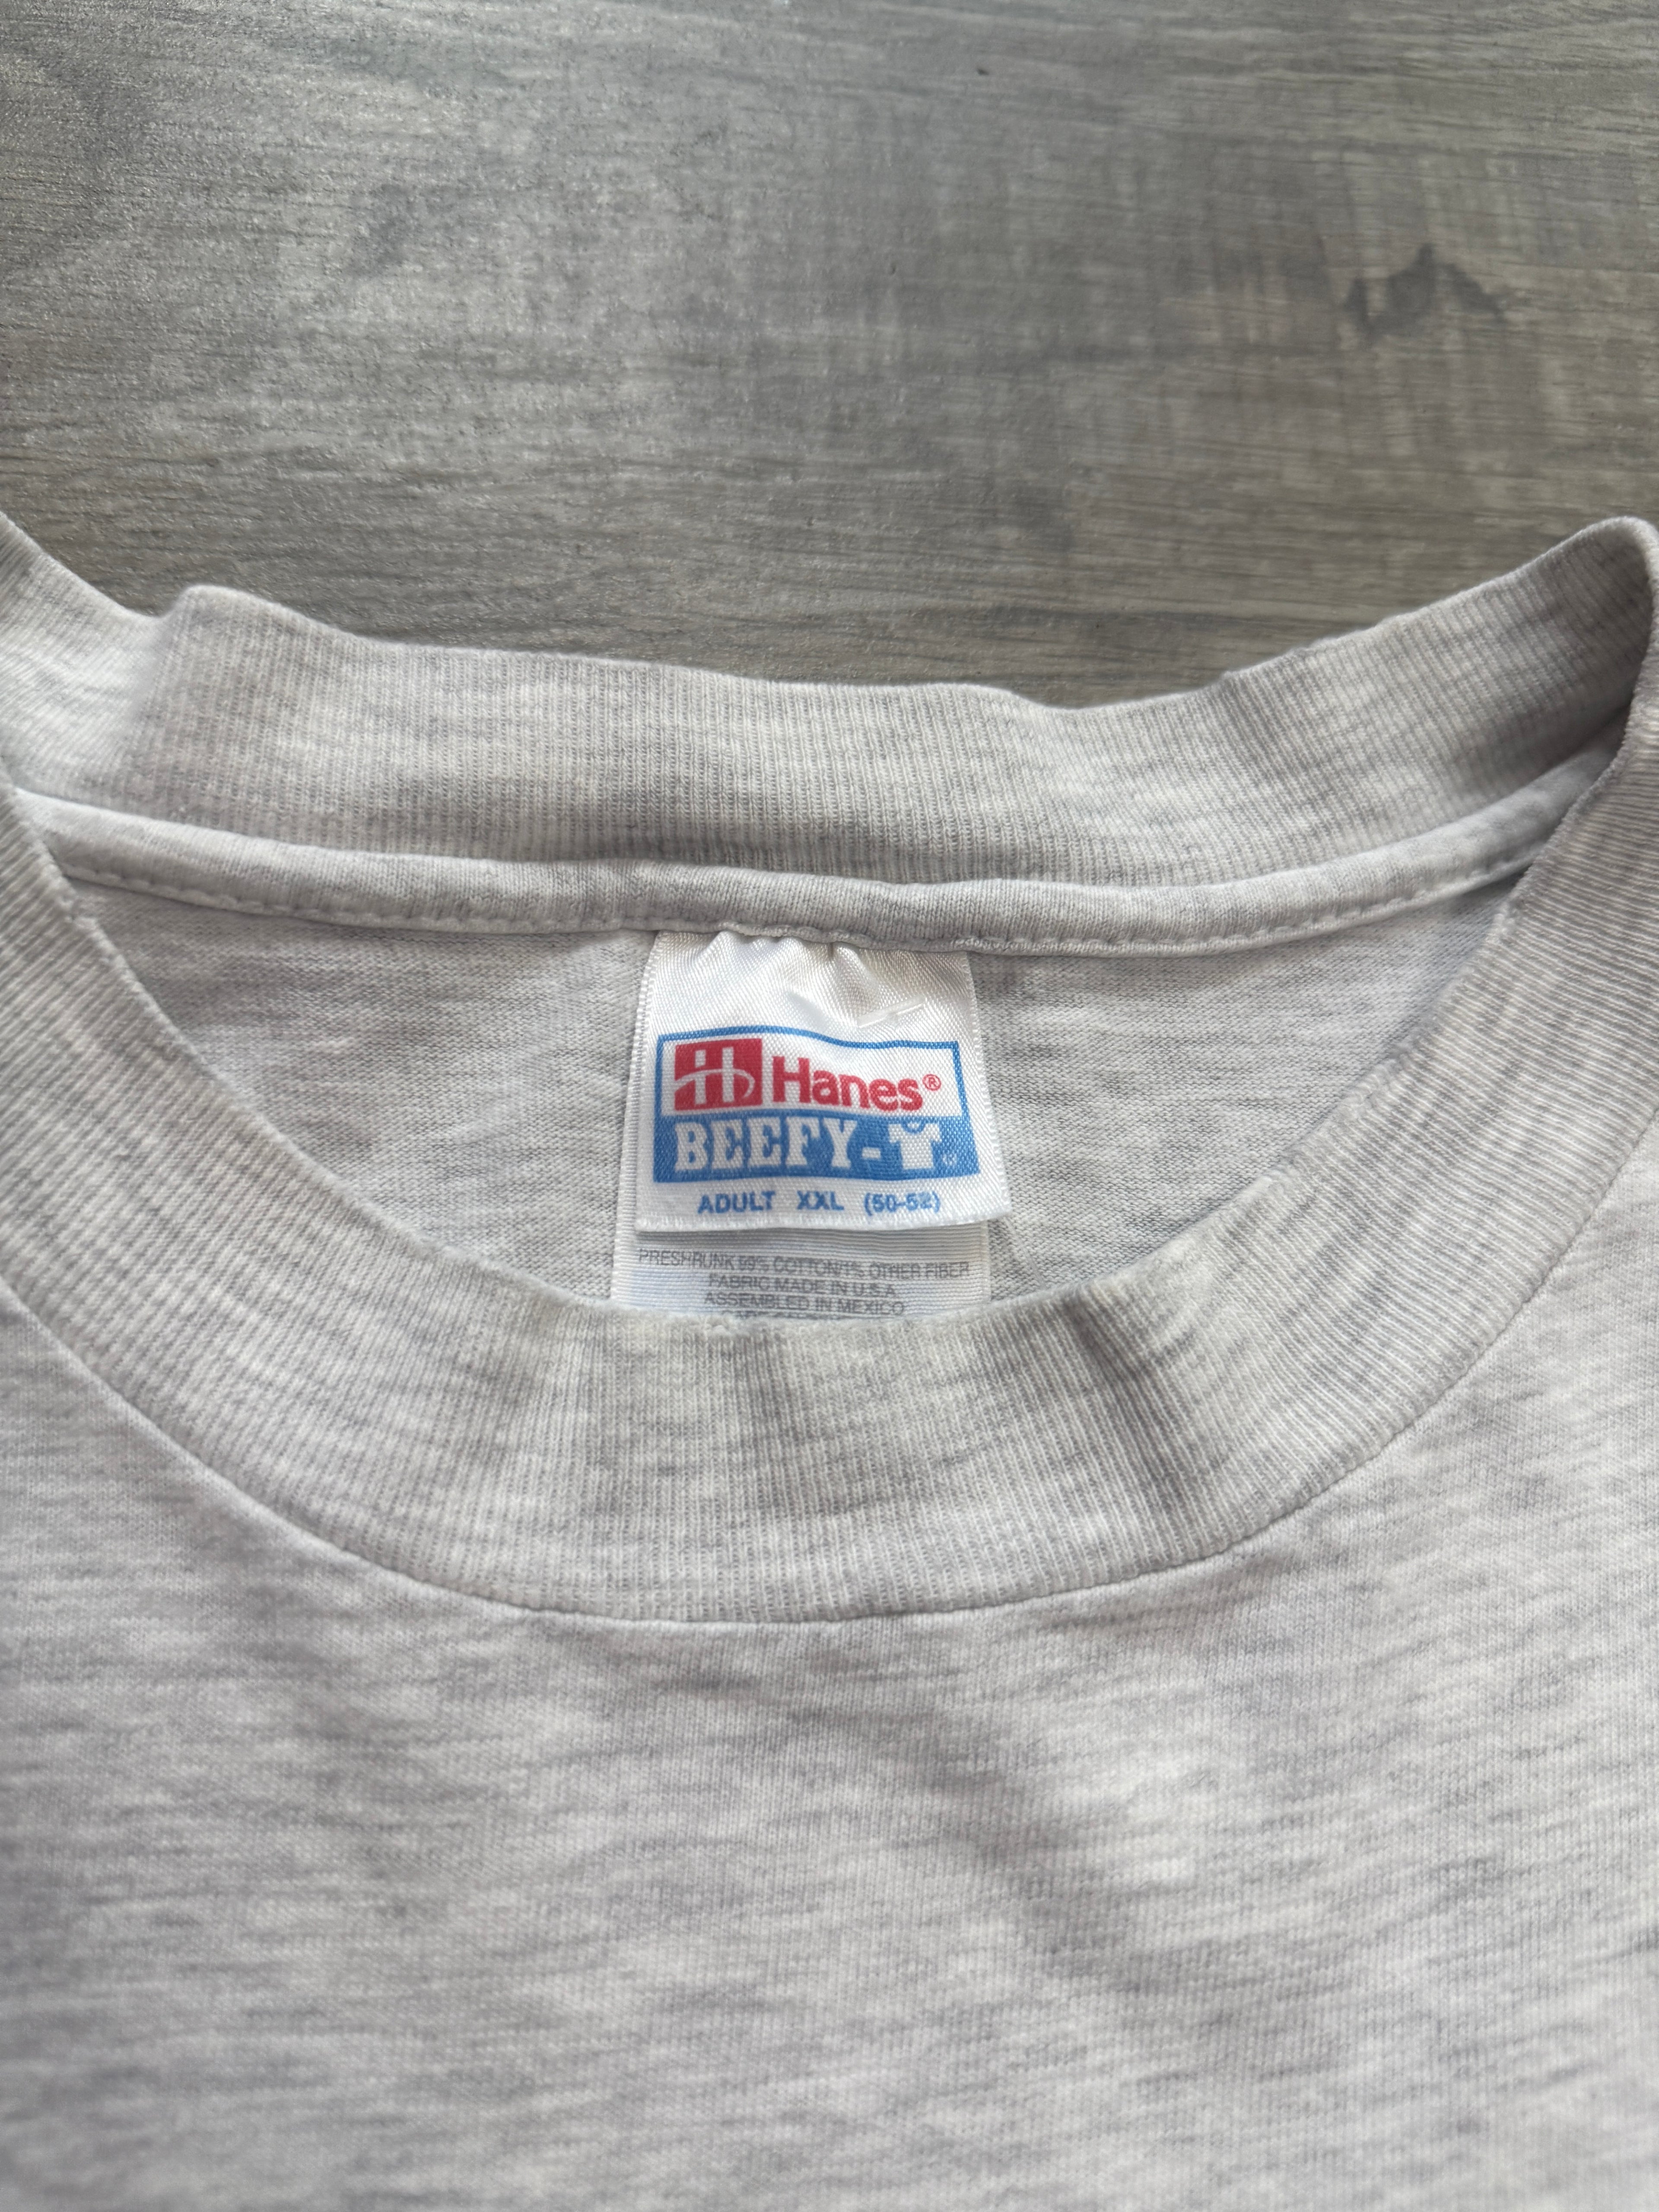 Hanes®
BEEFY-T
ADULT XXL (50-52)
PRESHRUNK 99% COTTON/1% OTHER FIBER
FABRIC MADE IN U.S.A
ASSEMBLED IN MEXICO